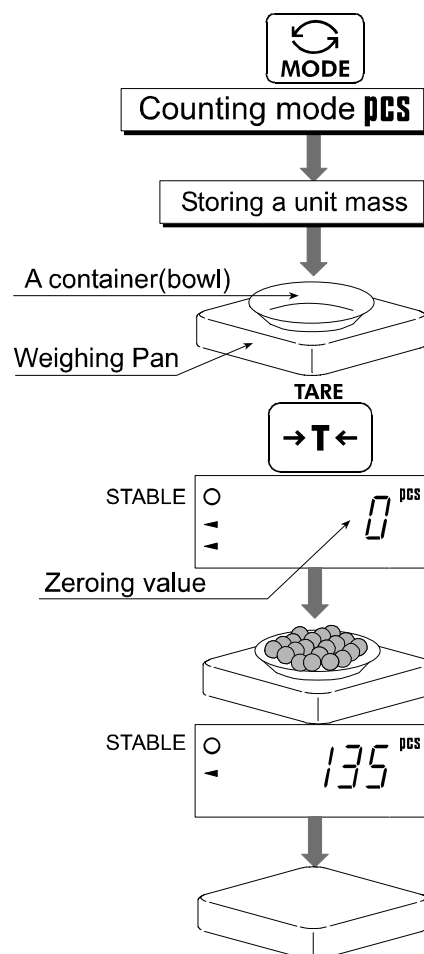 MODE
Counting mode pcs
Storing a unit mass
A container(bowl)
Weighing Pan
TARE
→T←
STABLE
0 pcs
Zeroing value
STABLE
135 pcs